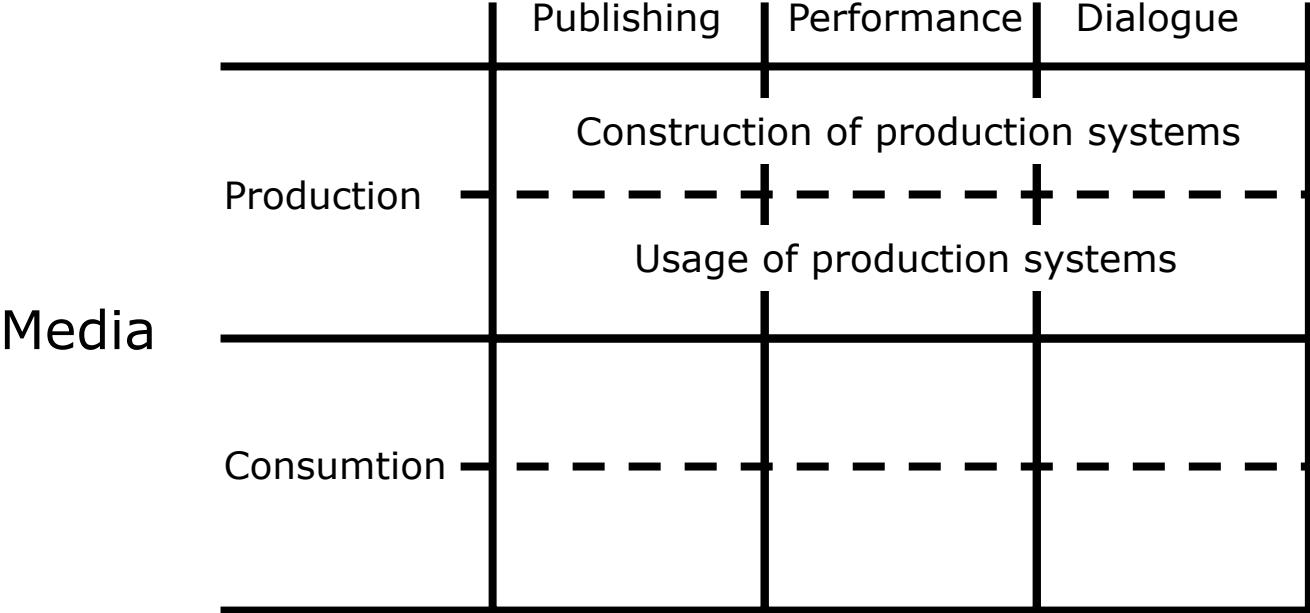 Publishing Performance Dialogue
Construction of production systems
Production
Usage of production systems
Media
Consumtion